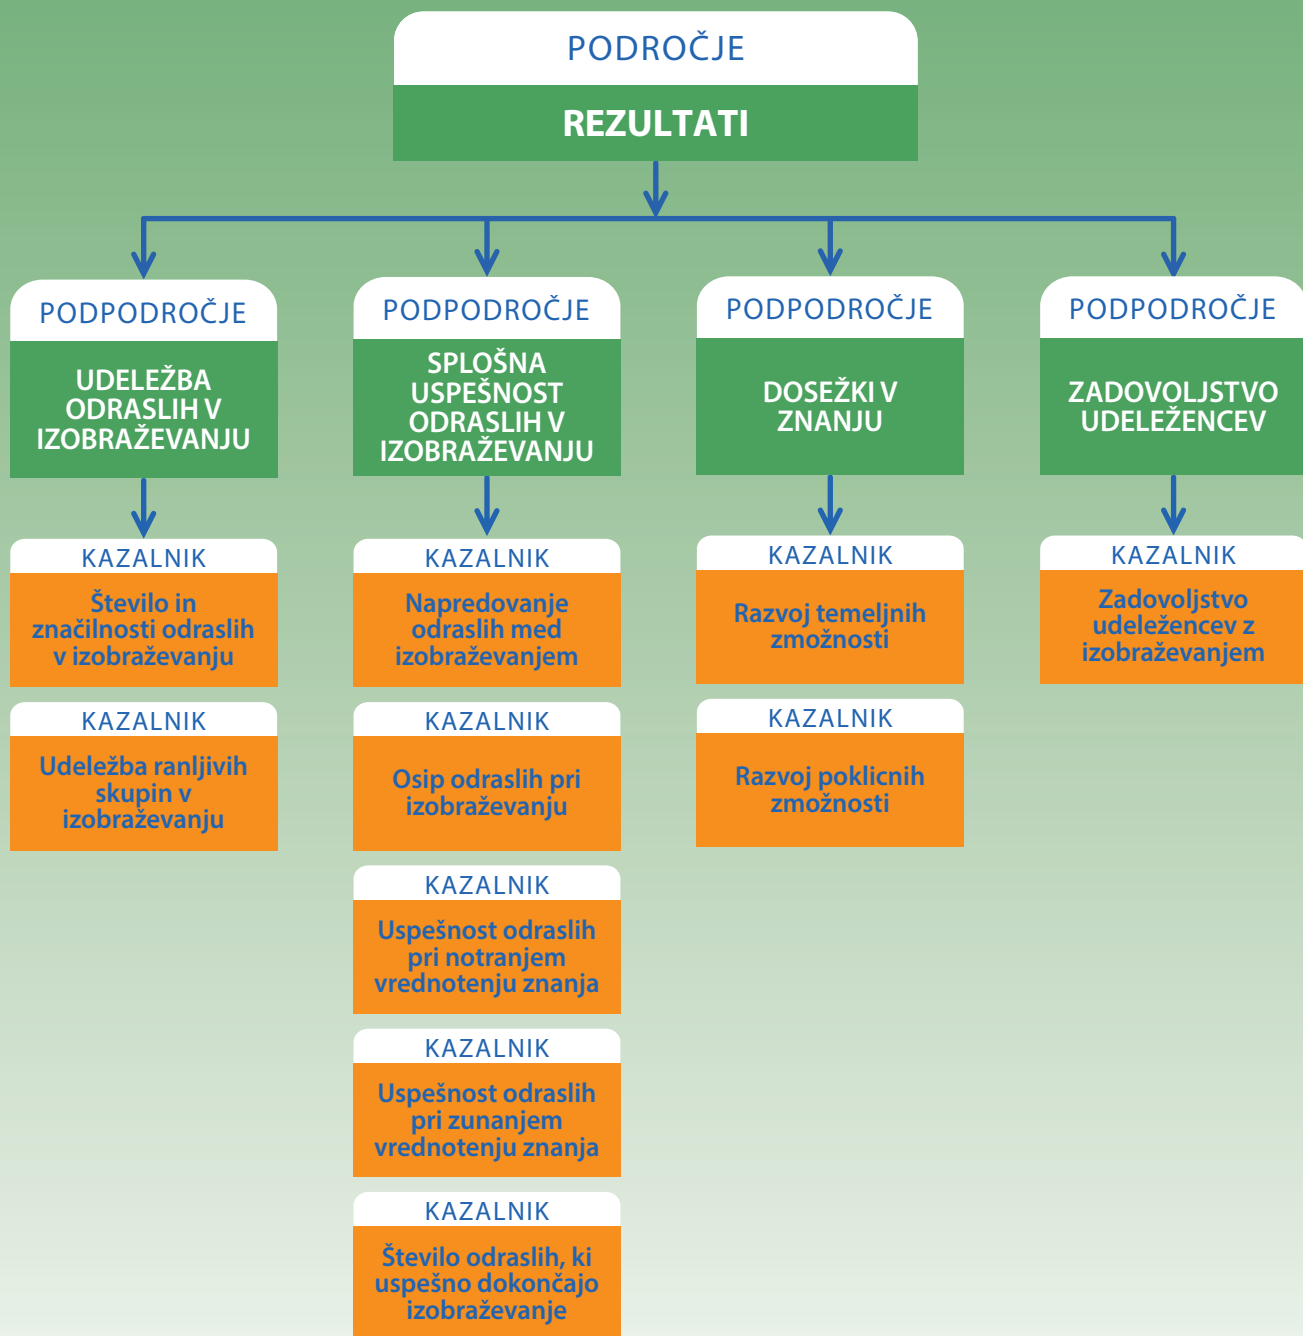 PODROČJE
REZULTATI
PODPODROČJE
UDELEŽBA
ODRASLIH V
IZOBRAŽEVANJU
KAZALNIK
Število in
značilnosti odraslih
v izobraževanju
KAZALNIK
Udeležba ranljivih
skupin v
izobraževanju
PODPODROČJE
SPLOŠNA
USPEŠNOST
ODRASLIH V
IZOBRAŽEVANJU
KAZALNIK
Napredovanje
odraslih med
izobraževanjem
KAZALNIK
Osip odraslih pri
izobraževanju
KAZALNIK
Uspešnost odraslih
pri notranjem
vrednotenju znanja
KAZALNIK
Uspešnost odraslih
pri zunanjem
vrednotenju znanja
KAZALNIK
Število odraslih, ki
uspešno dokončajo
izobraževanje
PODPODROČJE
DOSEŽKI V
ZNANJU
KAZALNIK
Razvoj temeljnih
zmožnosti
KAZALNIK
Razvoj poklicnih
zmožnosti
PODPODROČJE
ZADOVOLJSTVO
UDELEŽENCEV
KAZALNIK
Zadovoljstvo
udeležencev z
izobraževanjem